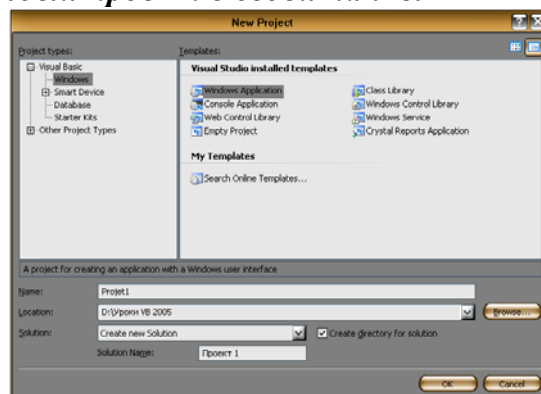 New Project
Project types:
Templates:
Visual Basic
Windows
Smart Device
Database
Starter Kits
Other Project Types
Visual Studio installed templates
Windows Application
Class Library
Console Application
Windows Control Library
Web Control Library
Windows Service
Empty Project
Crystal Reports Application
My Templates
Search Online Templates...
A project for creating an application with a Windows user interface
Name:
Projet1
Location:
D:\Уроки VB 2005
Browse...
Solution:
Create new Solution
Create directory for solution
Solution Name:
Проект 1
OK
Cancel